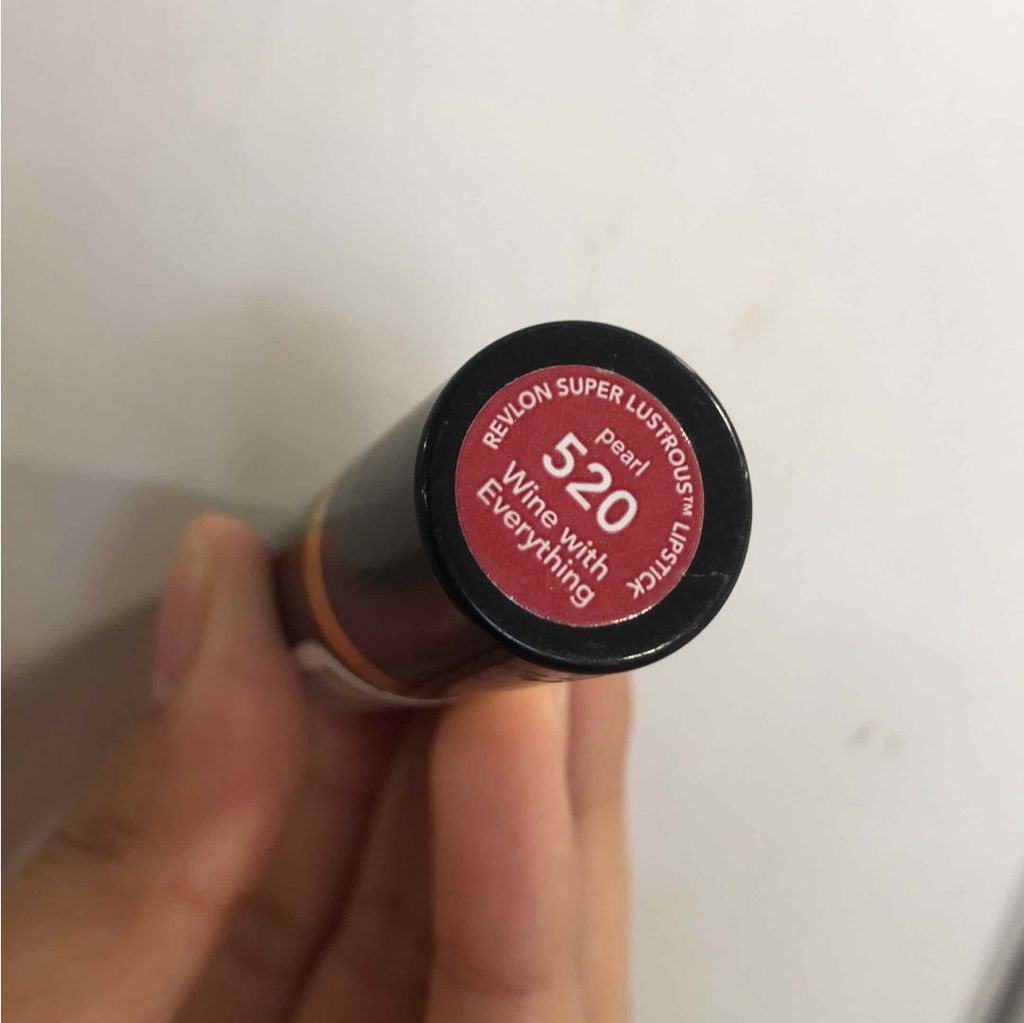 REVLON SUPER LUSTROUS™ LIPSTICK
pearl
520
Wine with
Everything